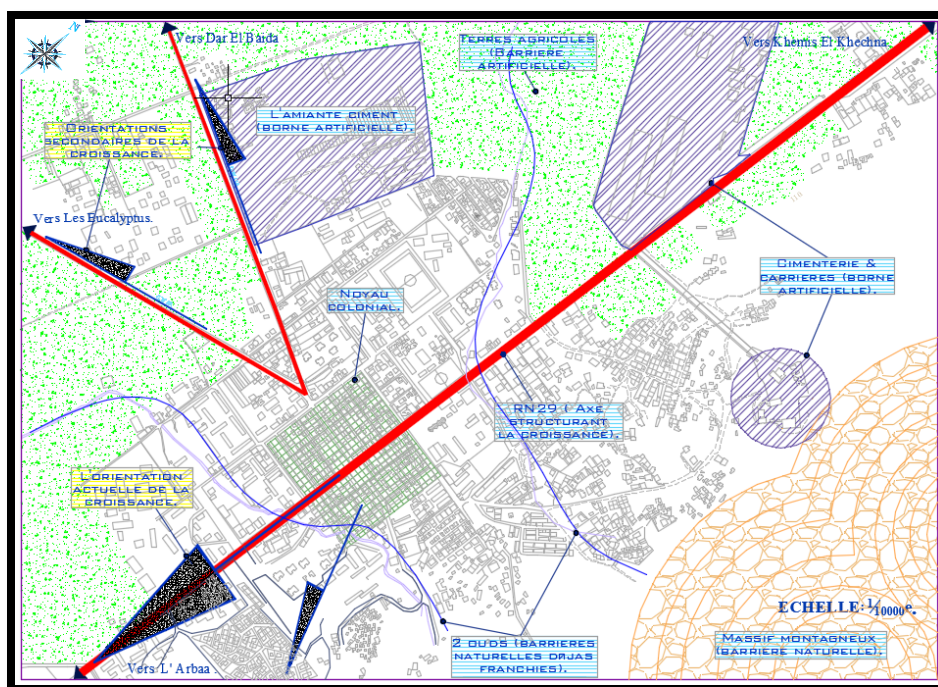 N
Vers Dar El Baida
Terres agricoles
(Barriere
artificielle).
Vers Khemis El Khechna.
L'amiante ciment
(borne artificielle).
Orientations
secondaires de la
croissance.
Vers Les Eucalyptus.
Cimenterie &
carrieres (borne
artificielle).
Noyau
colonial.
RN29 ( Axe
structurant
la croissance).
L'orientation
actuelle de la
croissance.
ECHELLE: 1/10000e.
2 ouds (barrieres
naturelles døjas
franchies).
Massif montagneux
(barriere naturelle).
Vers L' Arbaa .